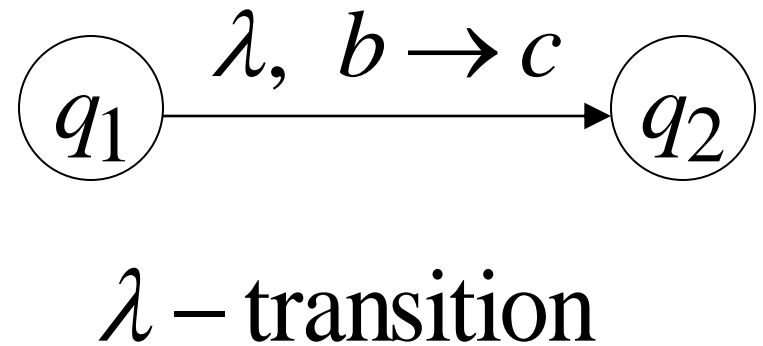 λ, b → c
q₁ q₂
λ – transition